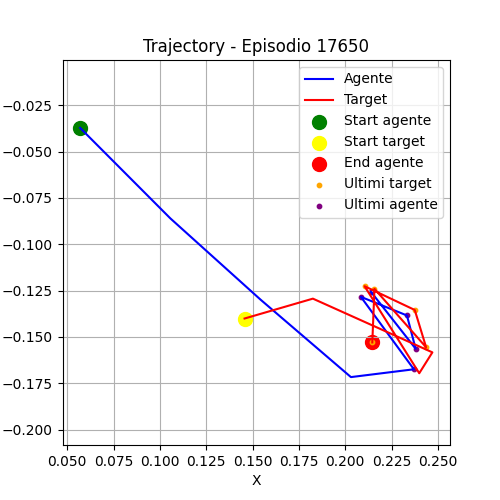 Trajectory - Episodio 17650
Agente
Target
Start agente
Start target
End agente
Ultimi target
Ultimi agente
−0.025
−0.050
−0.075
−0.100
−0.125
−0.150
−0.175
−0.200
0.050 0.075 0.100 0.125 0.150 0.175 0.200 0.225 0.250
X